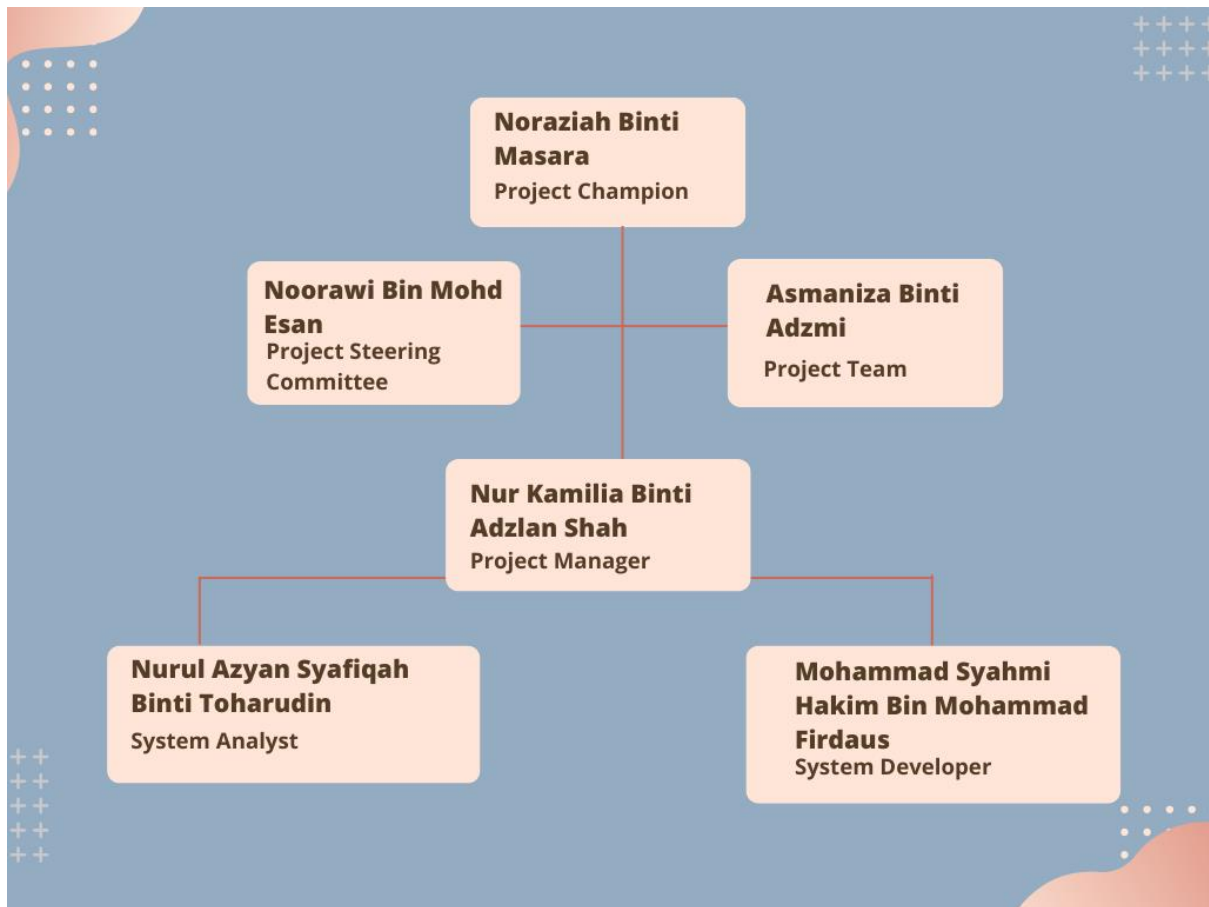 Noraziah Binti
Masara
Project Champion
Noorawi Bin Mohd
Esan
Project Steering
Committee
Asmaniza Binti
Adzmi
Project Team
Nur Kamilia Binti
Adzlan Shah
Project Manager
Nurul Azyan Syafiqah
Binti Toharudin
System Analyst
Mohammad Syahmi
Hakim Bin Mohammad
Firdaus
System Developer